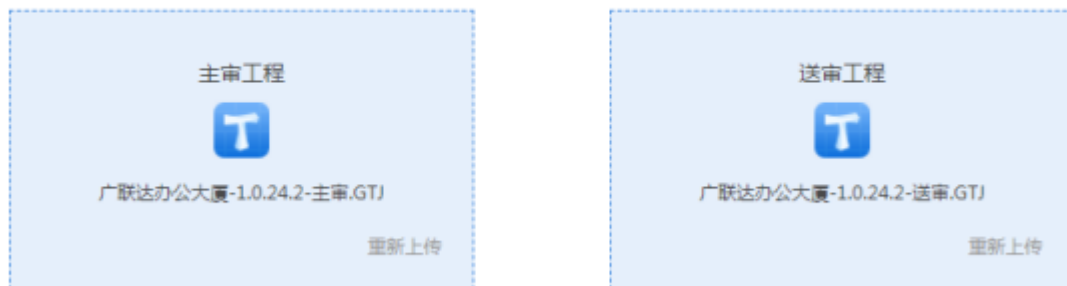 主审工程
广联达办公大厦-1.0.24.2-主审.GTJ
重新上传
送审工程
广联达办公大厦-1.0.24.2-送审.GTJ
重新上传